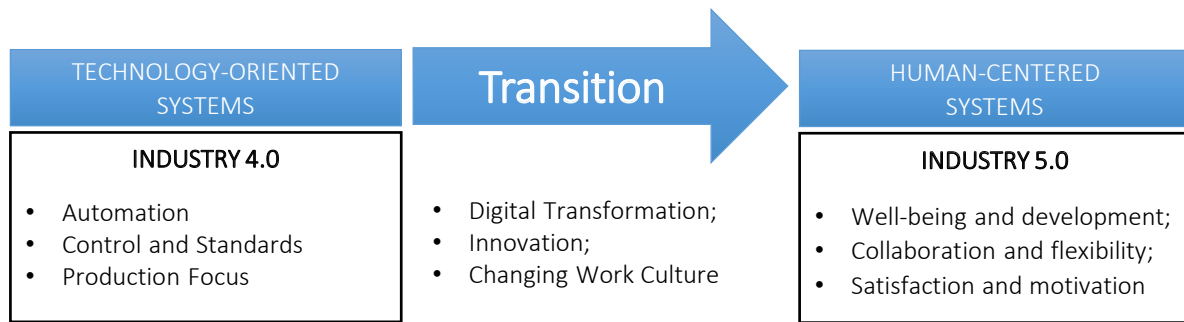 TECHNOLOGY-ORIENTED
SYSTEMS
INDUSTRY 4.0
• Automation
• Control and Standards
• Production Focus
Transition
• Digital Transformation;
• Innovation;
• Changing Work Culture
HUMAN-CENTERED
SYSTEMS
INDUSTRY 5.0
• Well-being and development;
• Collaboration and flexibility;
• Satisfaction and motivation